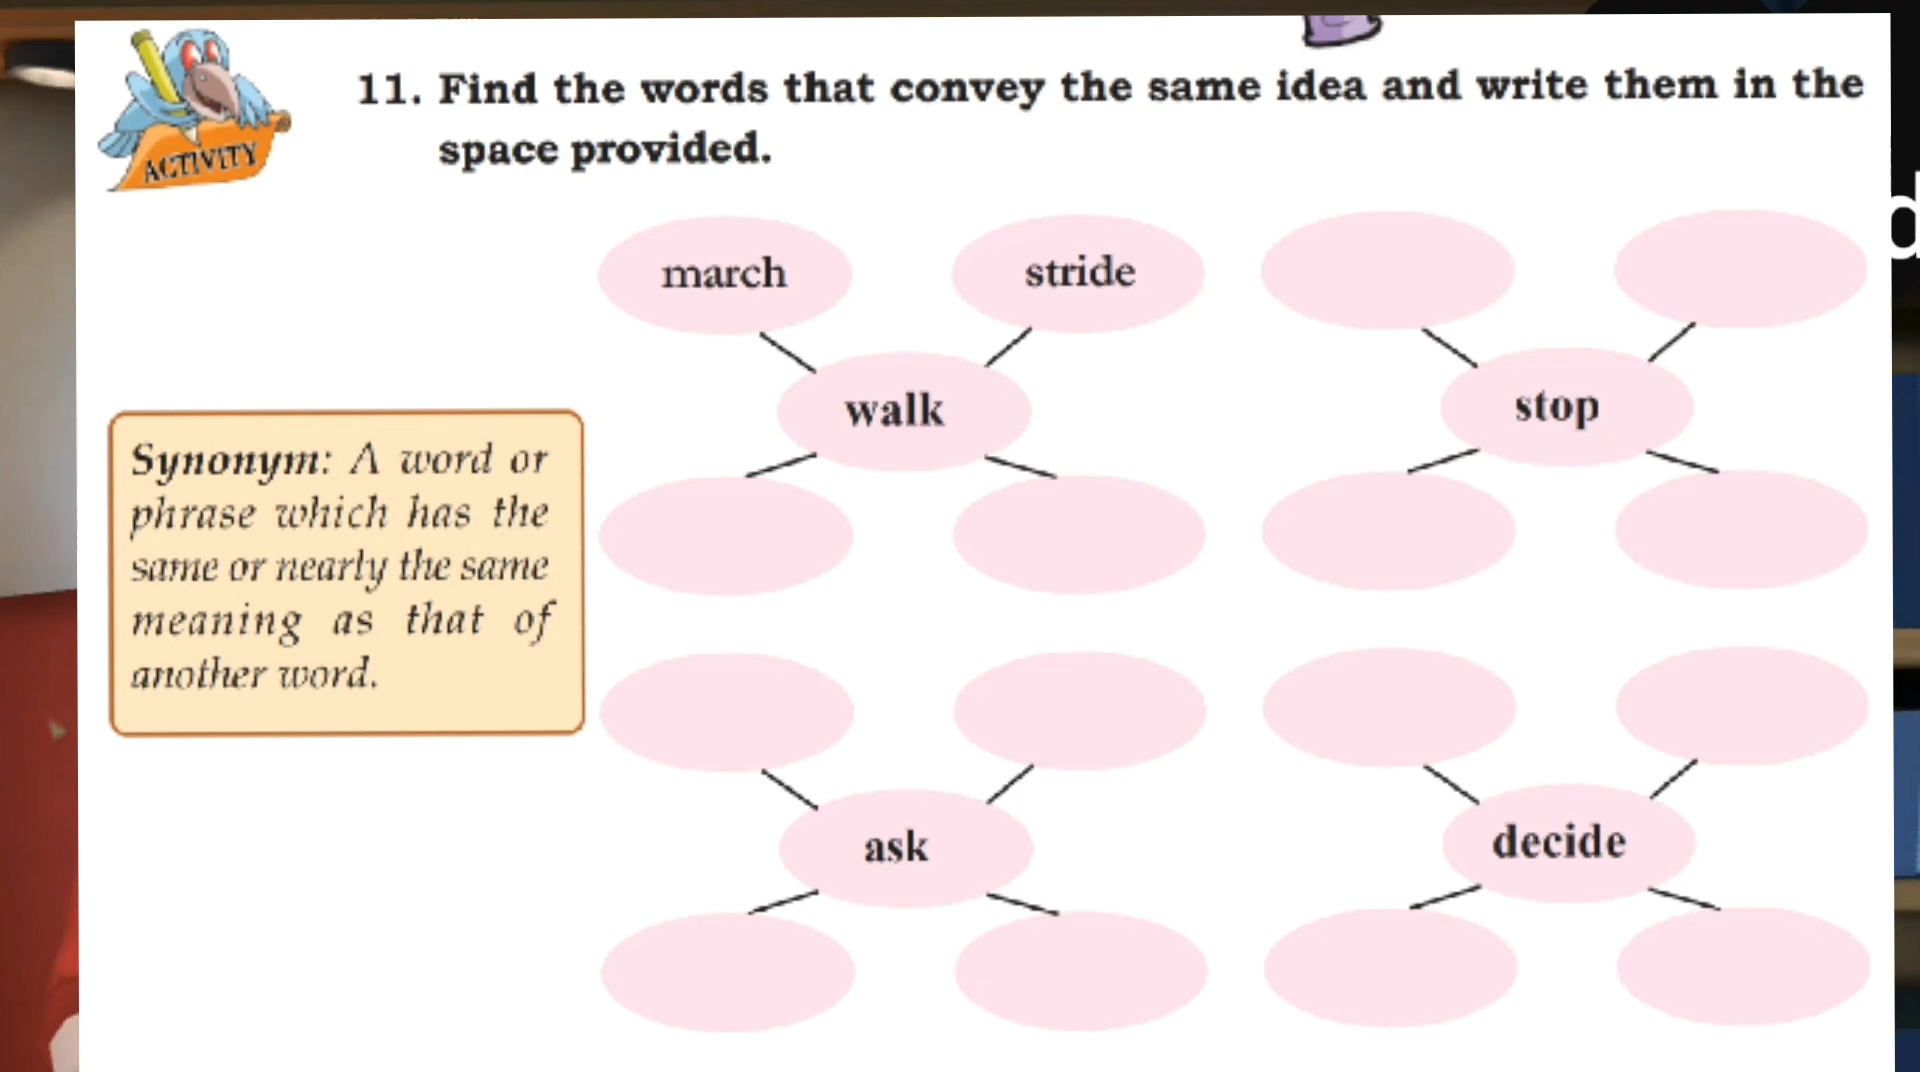 ACTIVITY
11. Find the words that convey the same idea and write them in the
space provided.
march
stride
walk
stop
Synonym: A word or
phrase which has the
same or nearly the same
meaning as that of
another word.
ask
decide
d